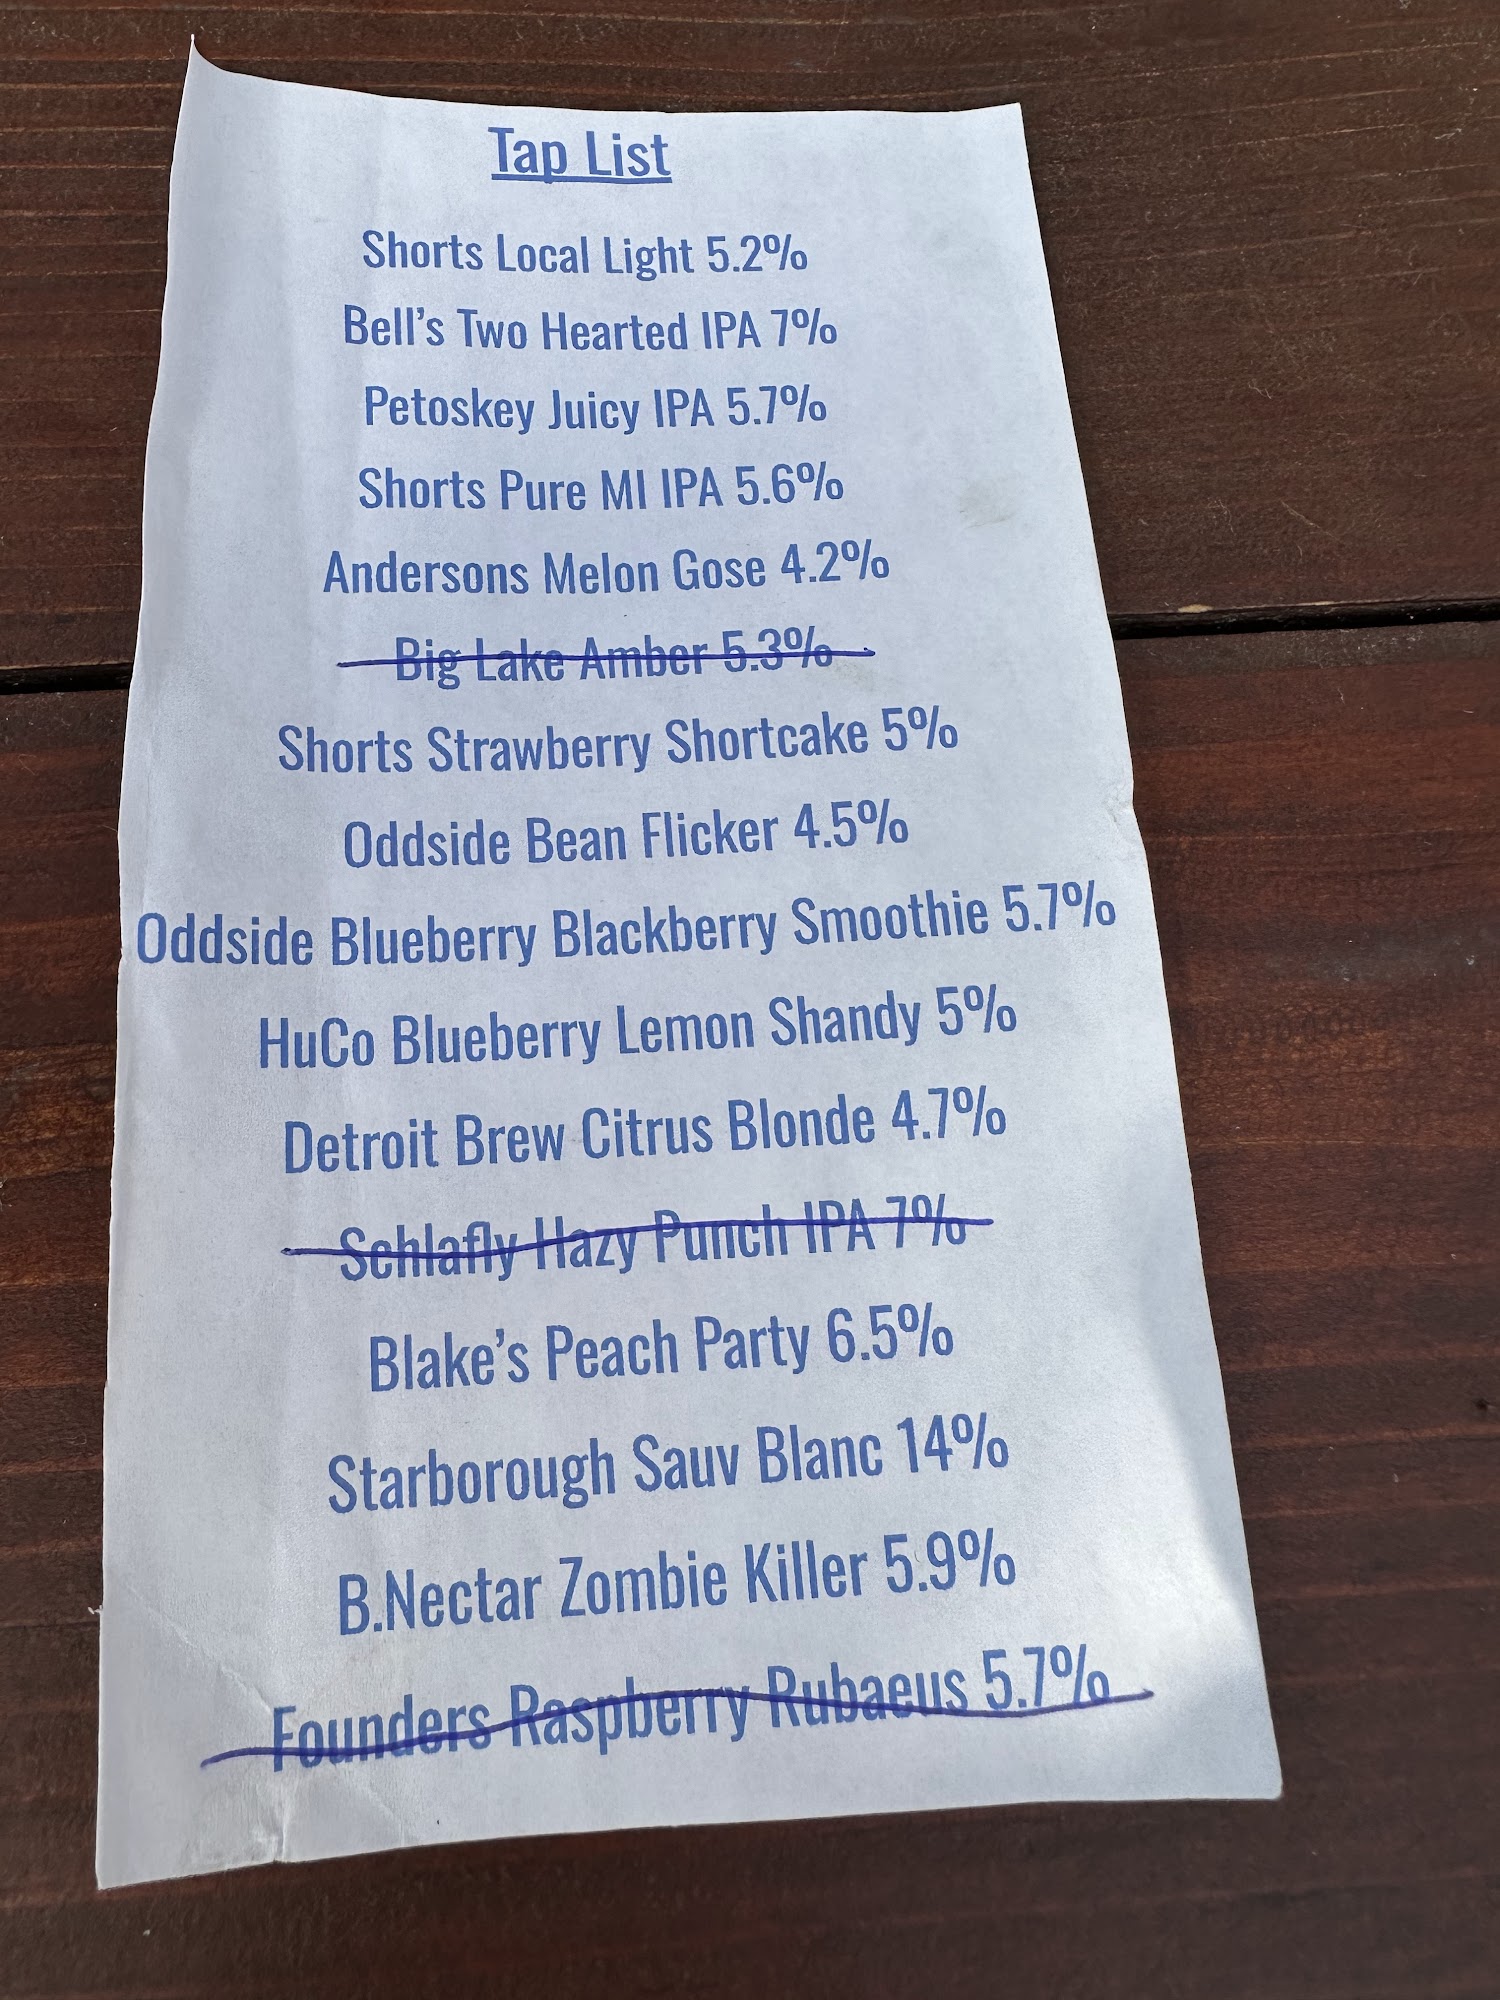 Tap List
Shorts Local Light 5.2%
Bell's Two Hearted IPA 7%
Petoskey Juicy IPA 5.7%
Shorts Pure MI IPA 5.6%
Andersons Melon Gose 4.2%
Big Lake Amber 5.3%
Shorts Strawberry Shortcake 5%
Oddside Bean Flicker 4.5%
Oddside Blueberry Blackberry Smoothie 5.7%
HuCo Blueberry Lemon Shandy 5%
Detroit Brew Citrus Blonde 4.7%
Schlafly Hazy Punch IPA 7%
Blake's Peach Party 6.5%
Starborough Sauv Blanc 14%
B.Nectar Zombie Killer 5.9%
Founders Raspberry Rubaeus 5.7%